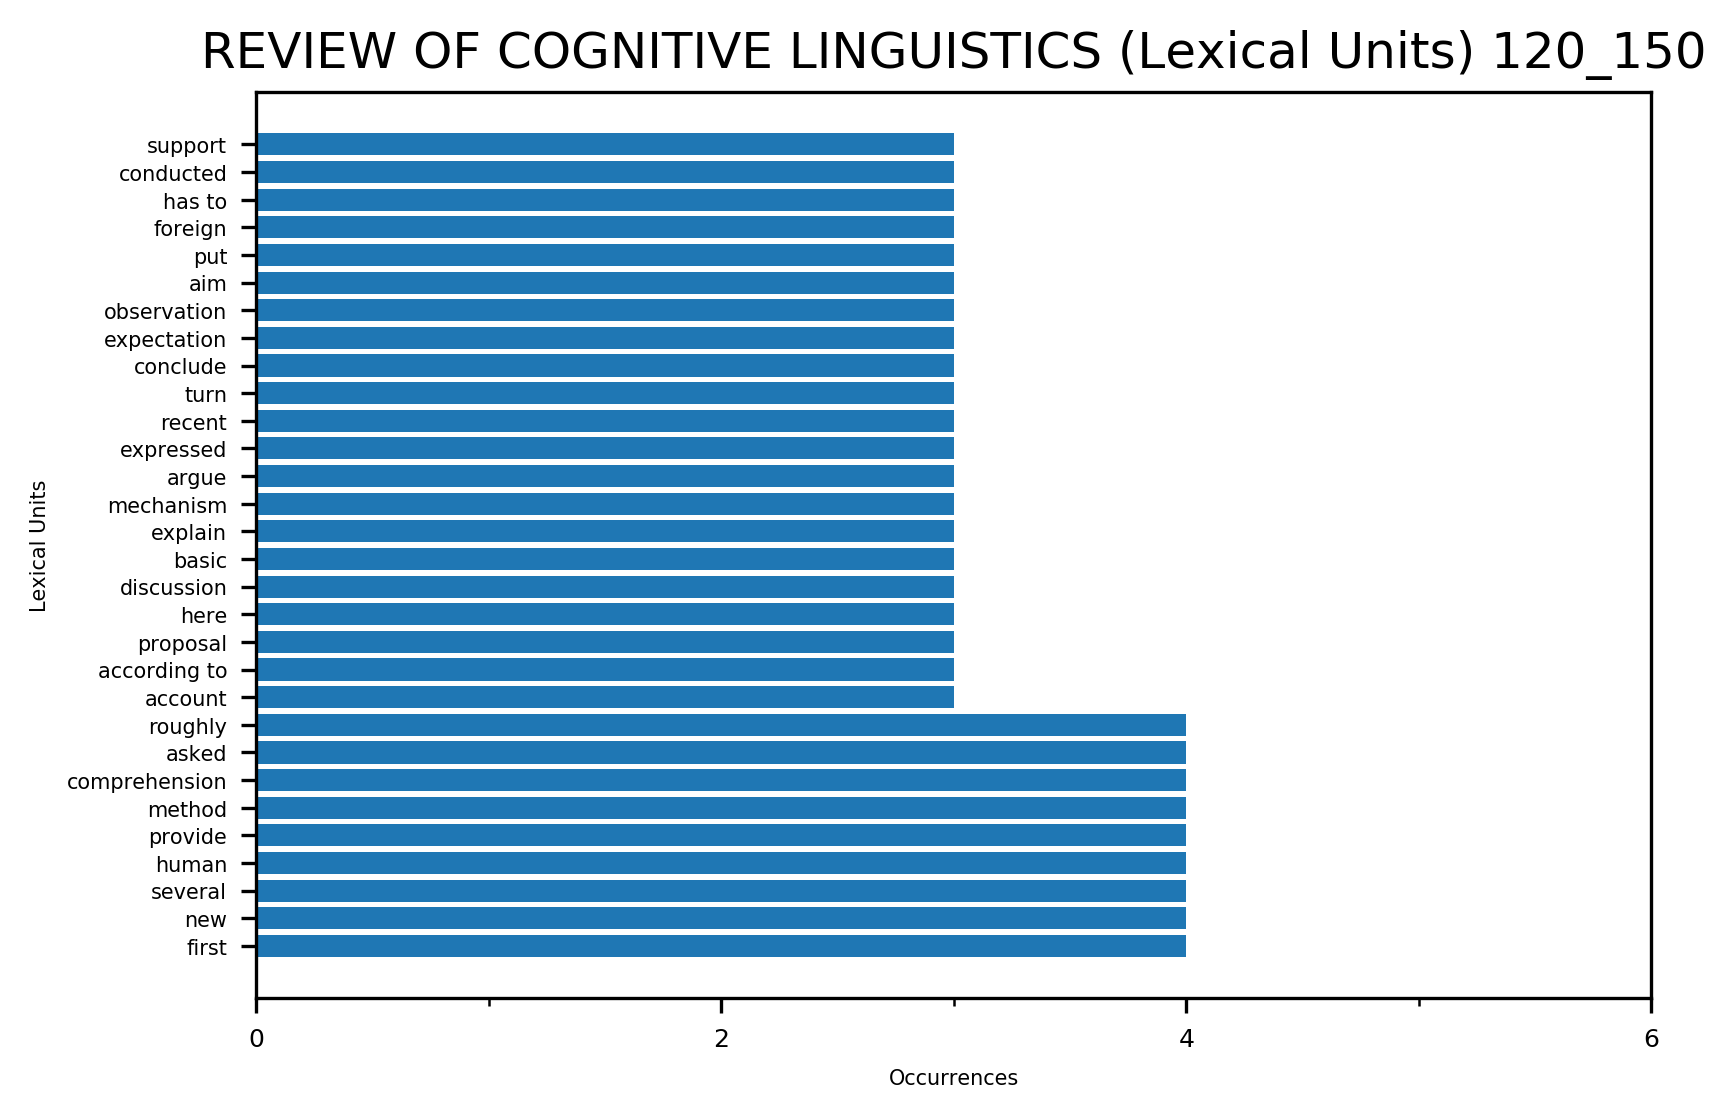 REVIEW OF COGNITIVE LINGUISTICS (Lexical Units) 120_150
support
conducted
has to
foreign
put
aim
observation
expectation
conclude
turn
recent
expressed
argue
mechanism
explain
basic
discussion
here
proposal
according to
account
roughly
asked
comprehension
method
provide
human
several
new
first
Lexical Units
0 2 4 6
Occurrences